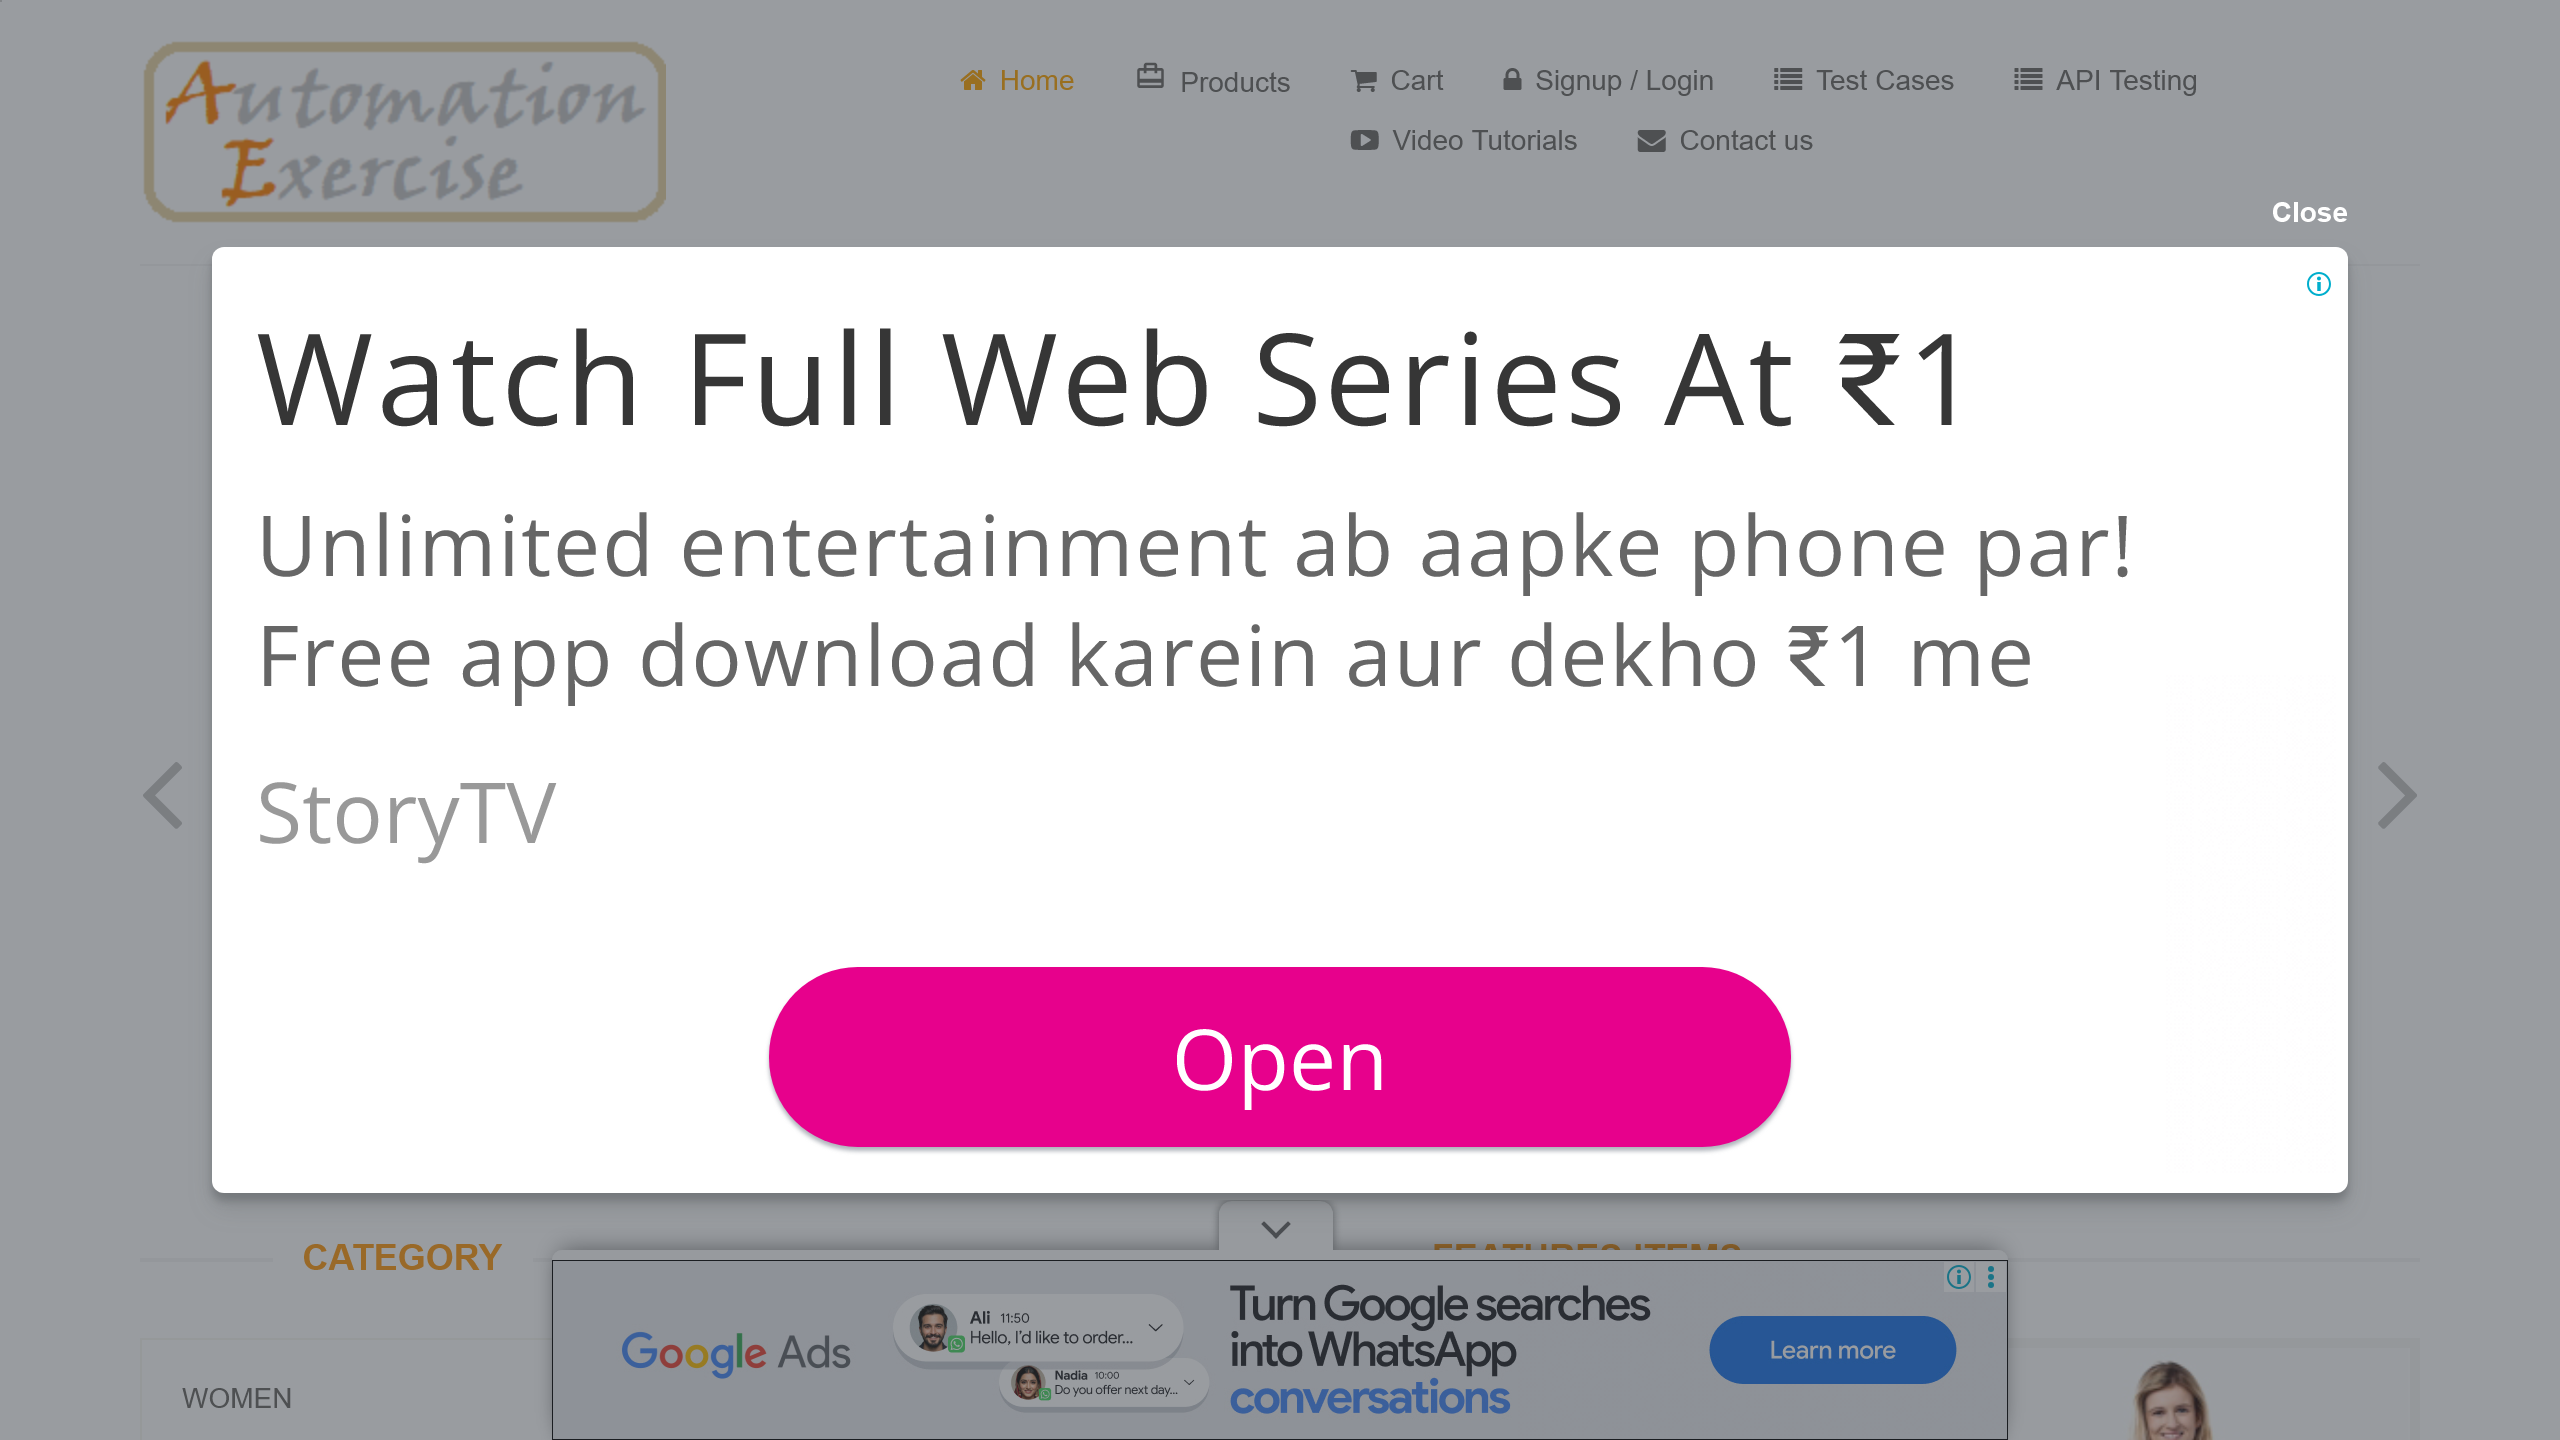 Automation
Exercise
Home
Products
Cart
Signup / Login
Test Cases
API Testing
Video Tutorials
Contact us
Close
Watch Full Web Series At ₹1
Unlimited entertainment ab aapke phone par!
Free app download karein aur dekho ₹1 me
StoryTV
Open
CATEGORY
FEATURES ITEMS
WOMEN
Google Ads
Ali 11:50
Hello, I'd like to order...
Nadia 10:00
Do you offer next day...
Turn Google searches
into WhatsApp
conversations
Learn more